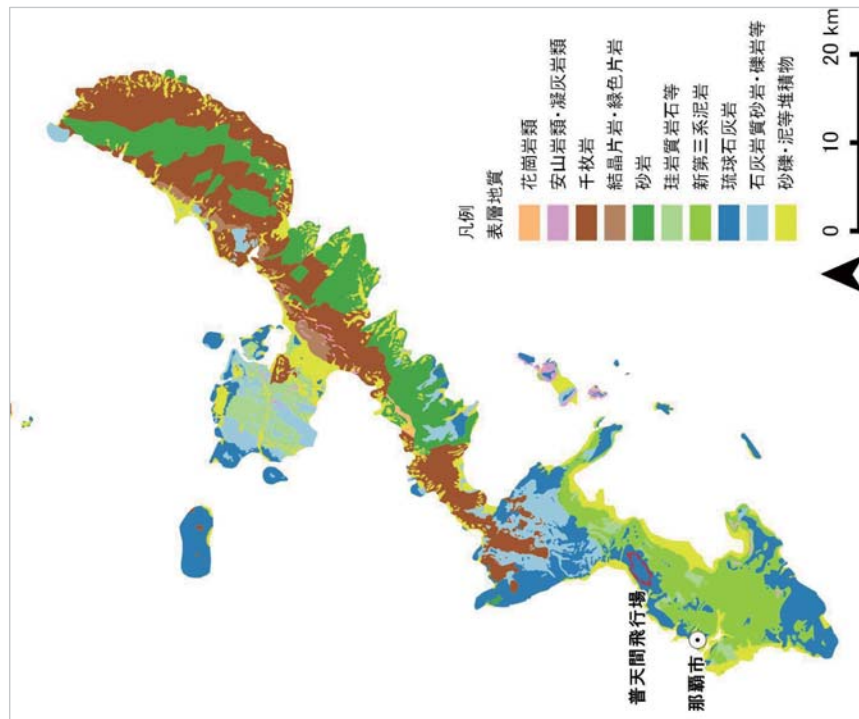 凡例
表層地質
花崗岩類
安山岩類・凝灰岩類
千枚岩
結晶片岩・緑色片岩
砂岩
珪岩質岩石等
新第三系泥岩
琉球石灰岩
石灰岩質砂岩・礫岩等
砂礫・泥等堆積物
0 10 20 km
普天間飛行場
那覇市